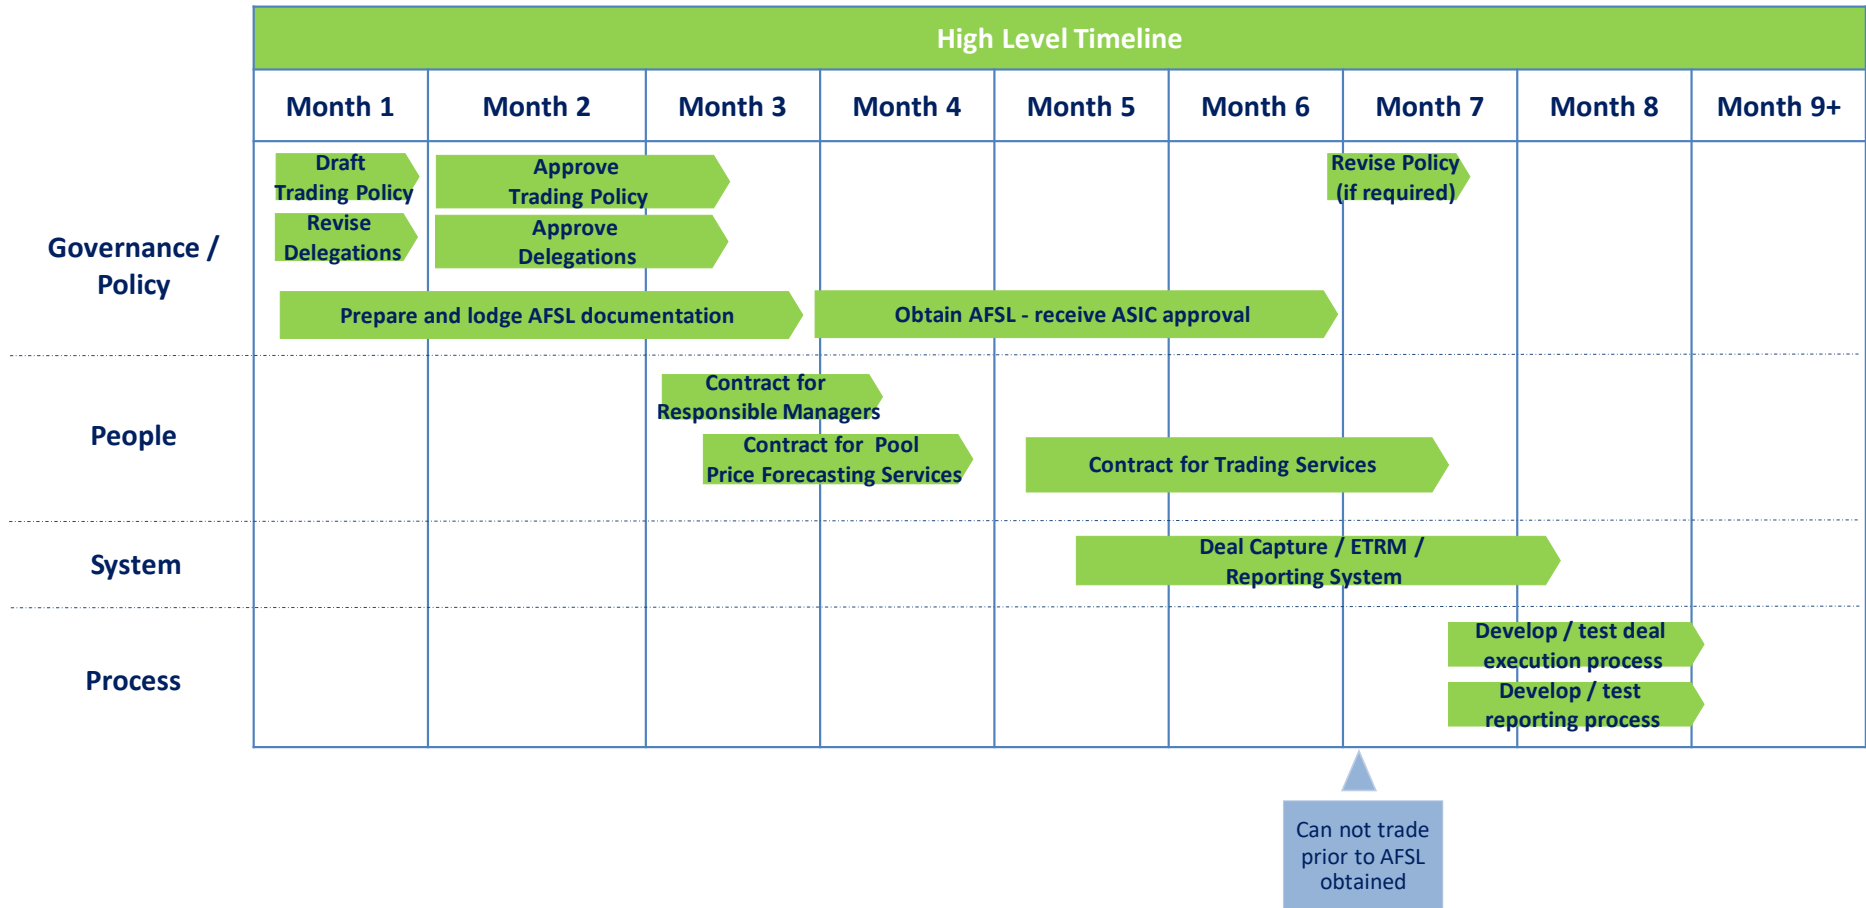 High Level Timeline
Month 1
Month 2
Month 3
Month 4
Month 5
Month 6
Month 7
Month 8
Month 9+
Governance /
Policy
Draft
Trading Policy
Approve
Trading Policy
Revise Policy
(if required)
Revise
Delegations
Approve
Delegations
Prepare and lodge AFSL documentation
Obtain AFSL - receive ASIC approval
People
Contract for
Responsible Managers
Contract for Pool
Price Forecasting Services
Contract for Trading Services
System
Deal Capture / ETRM /
Reporting System
Process
Develop / test deal
execution process
Develop / test
reporting process
Can not trade
prior to AFSL
obtained